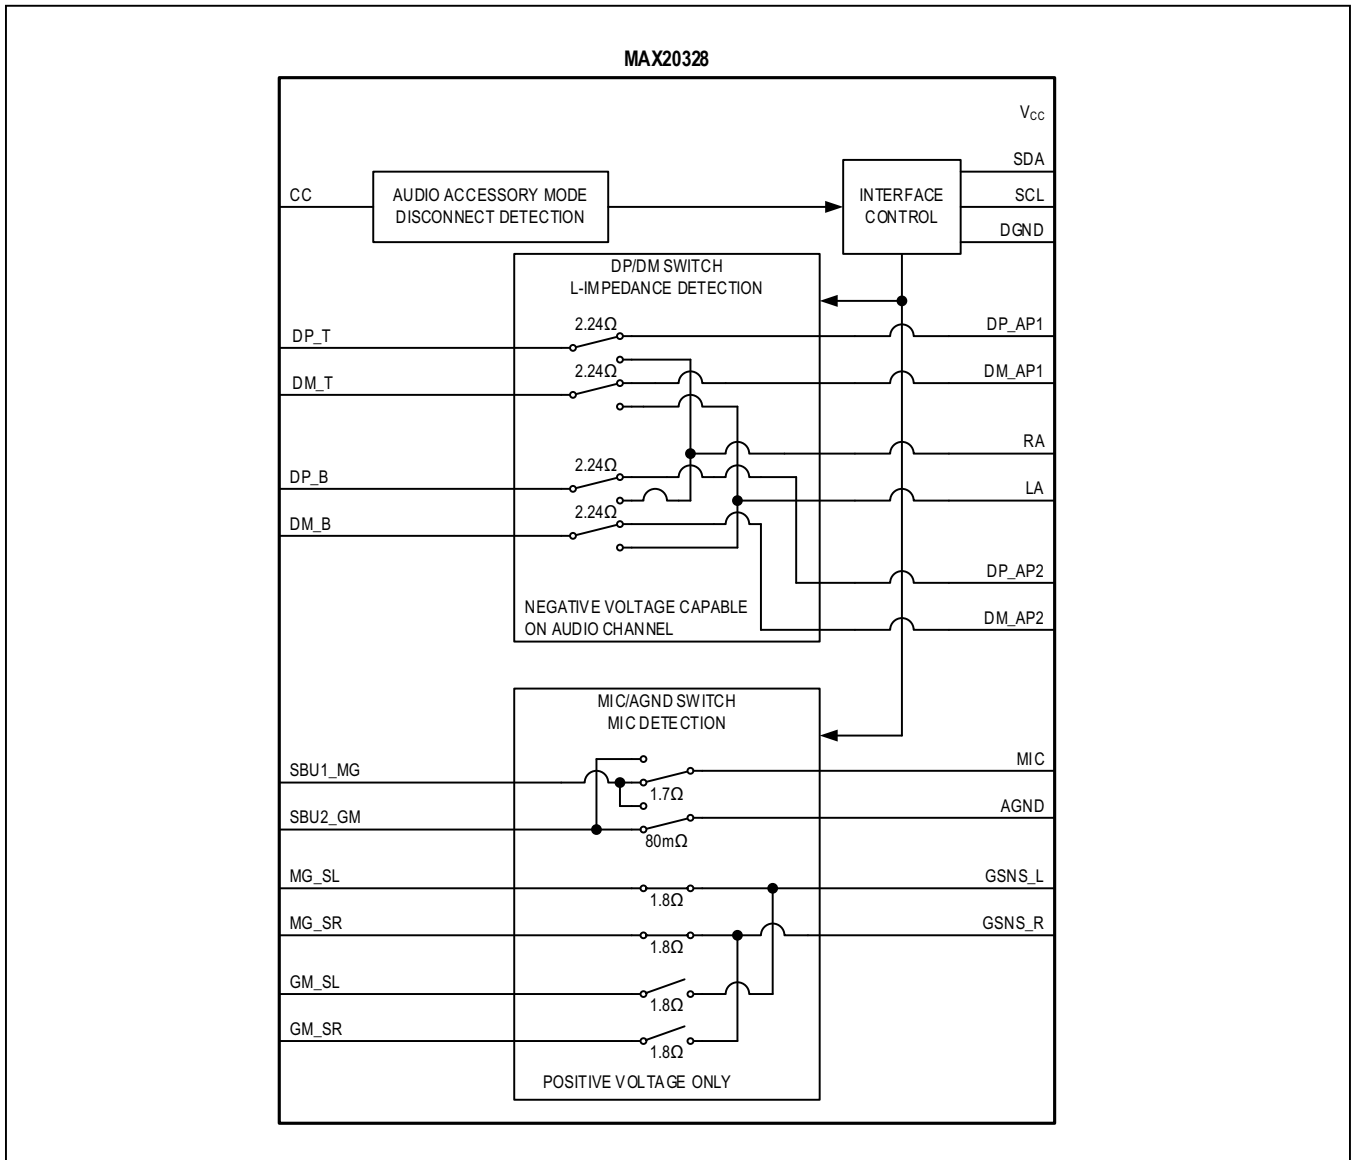 MAX20328
VCC
SDA
CC
AUDIO ACCESSORY MODE
DISCONNECT DETECTION
INTERFACE
CONTROL
SCL
DGND
DP/DM SWITCH
L-IMPEDANCE DETECTION
DP_T
2.24Ω
DP_AP1
DM_T
2.24Ω
DM_AP1
RA
DP_B
2.24Ω
LA
DM_B
2.24Ω
DP_AP2
NEGATIVE VOLTAGE CAPABLE
ON AUDIO CHANNEL
DM_AP2
MIC/AGND SWITCH
MIC DETECTION
SBU1_MG
1.7Ω
MIC
SBU2_GM
80mΩ
AGND
MG_SL
1.8Ω
GSNS_L
MG_SR
1.8Ω
GSNS_R
GM_SL
1.8Ω
GM_SR
1.8Ω
POSITIVE VOLTAGE ONLY